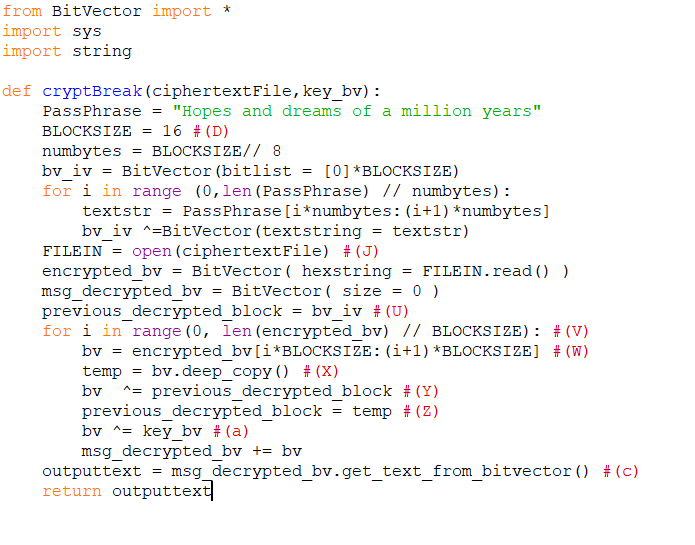 from BitVector import *
import sys
import string

def cryptBreak(ciphertextFile,key_bv):
    PassPhrase = "Hopes and dreams of a million years"
    BLOCKSIZE = 16 #(D)
    numbytes = BLOCKSIZE// 8
    bv_iv = BitVector(bitlist = [0]*BLOCKSIZE)
    for i in range (0,len(PassPhrase) // numbytes):
        textstr = PassPhrase[i*numbytes:(i+1)*numbytes]
        bv_iv ^=BitVector(textstring = textstr)
    FILEIN = open(ciphertextFile) #(J)
    encrypted_bv = BitVector( hexstring = FILEIN.read() )
    msg_decrypted_bv = BitVector( size = 0 )
    previous_decrypted_block = bv_iv #(U)
    for i in range(0, len(encrypted_bv) // BLOCKSIZE): #(V)
        bv = encrypted_bv[i*BLOCKSIZE:(i+1)*BLOCKSIZE] #(W)
        temp = bv.deep_copy() #(X)
        bv  ^= previous_decrypted_block #(Y)
        previous_decrypted_block = temp #(Z)
        bv ^= key_bv #(a)
        msg_decrypted_bv += bv
    outputtext = msg_decrypted_bv.get_text_from_bitvector() #(c)
    return outputtext